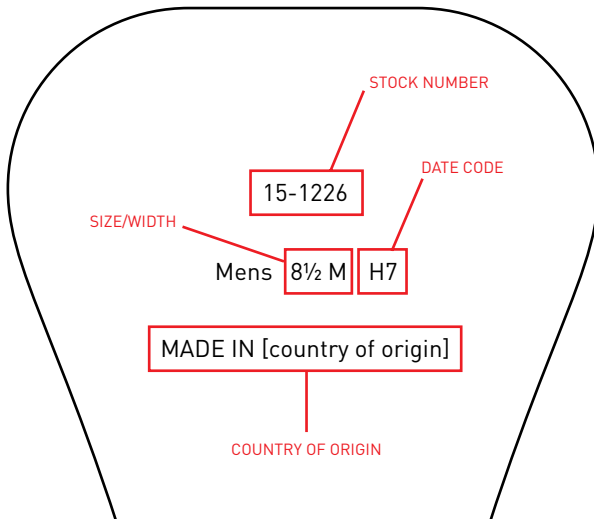 STOCK NUMBER
DATE CODE
15-1226
SIZE/WIDTH
Mens 8½ M H7
MADE IN [country of origin]
COUNTRY OF ORIGIN